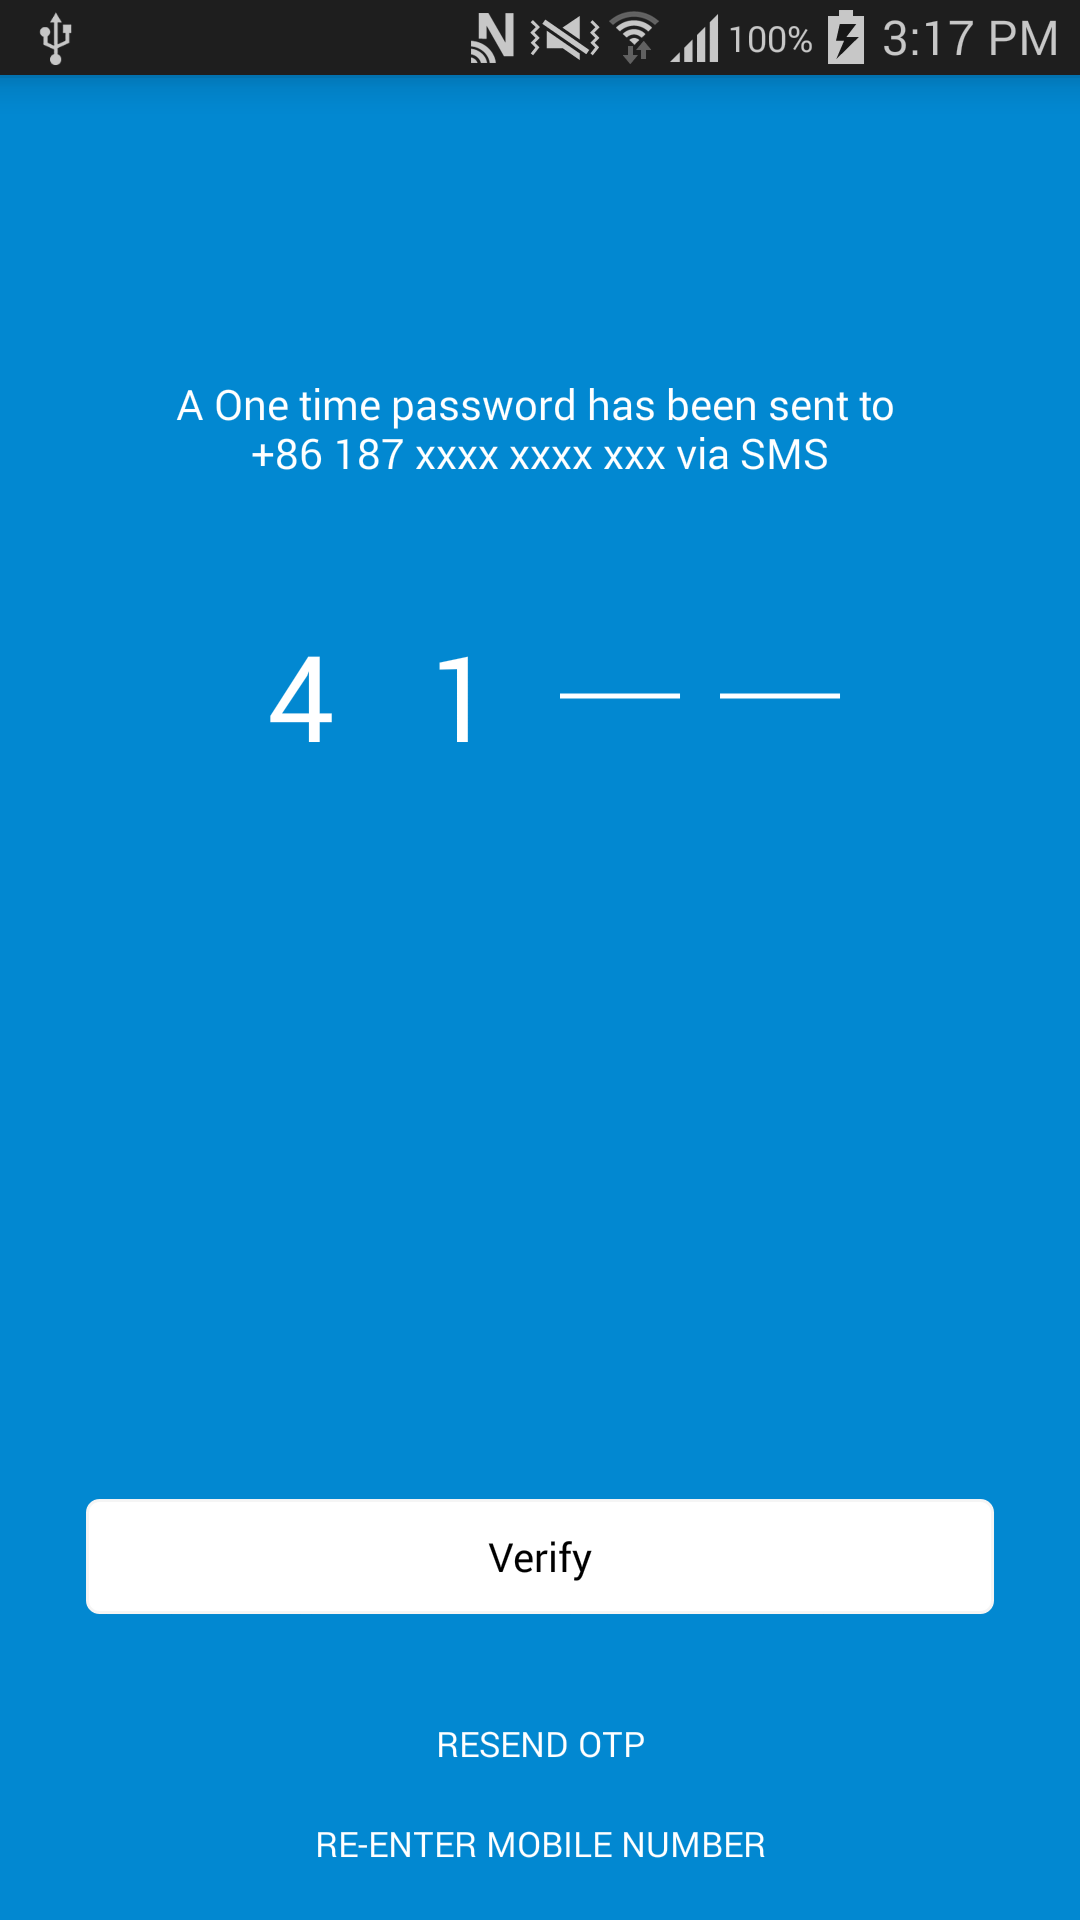 100% 3:17 PM
A One time password has been sent to
+86 187 xxxx xxxx xxx via SMS
4 1
Verify
RESEND OTP
RE-ENTER MOBILE NUMBER